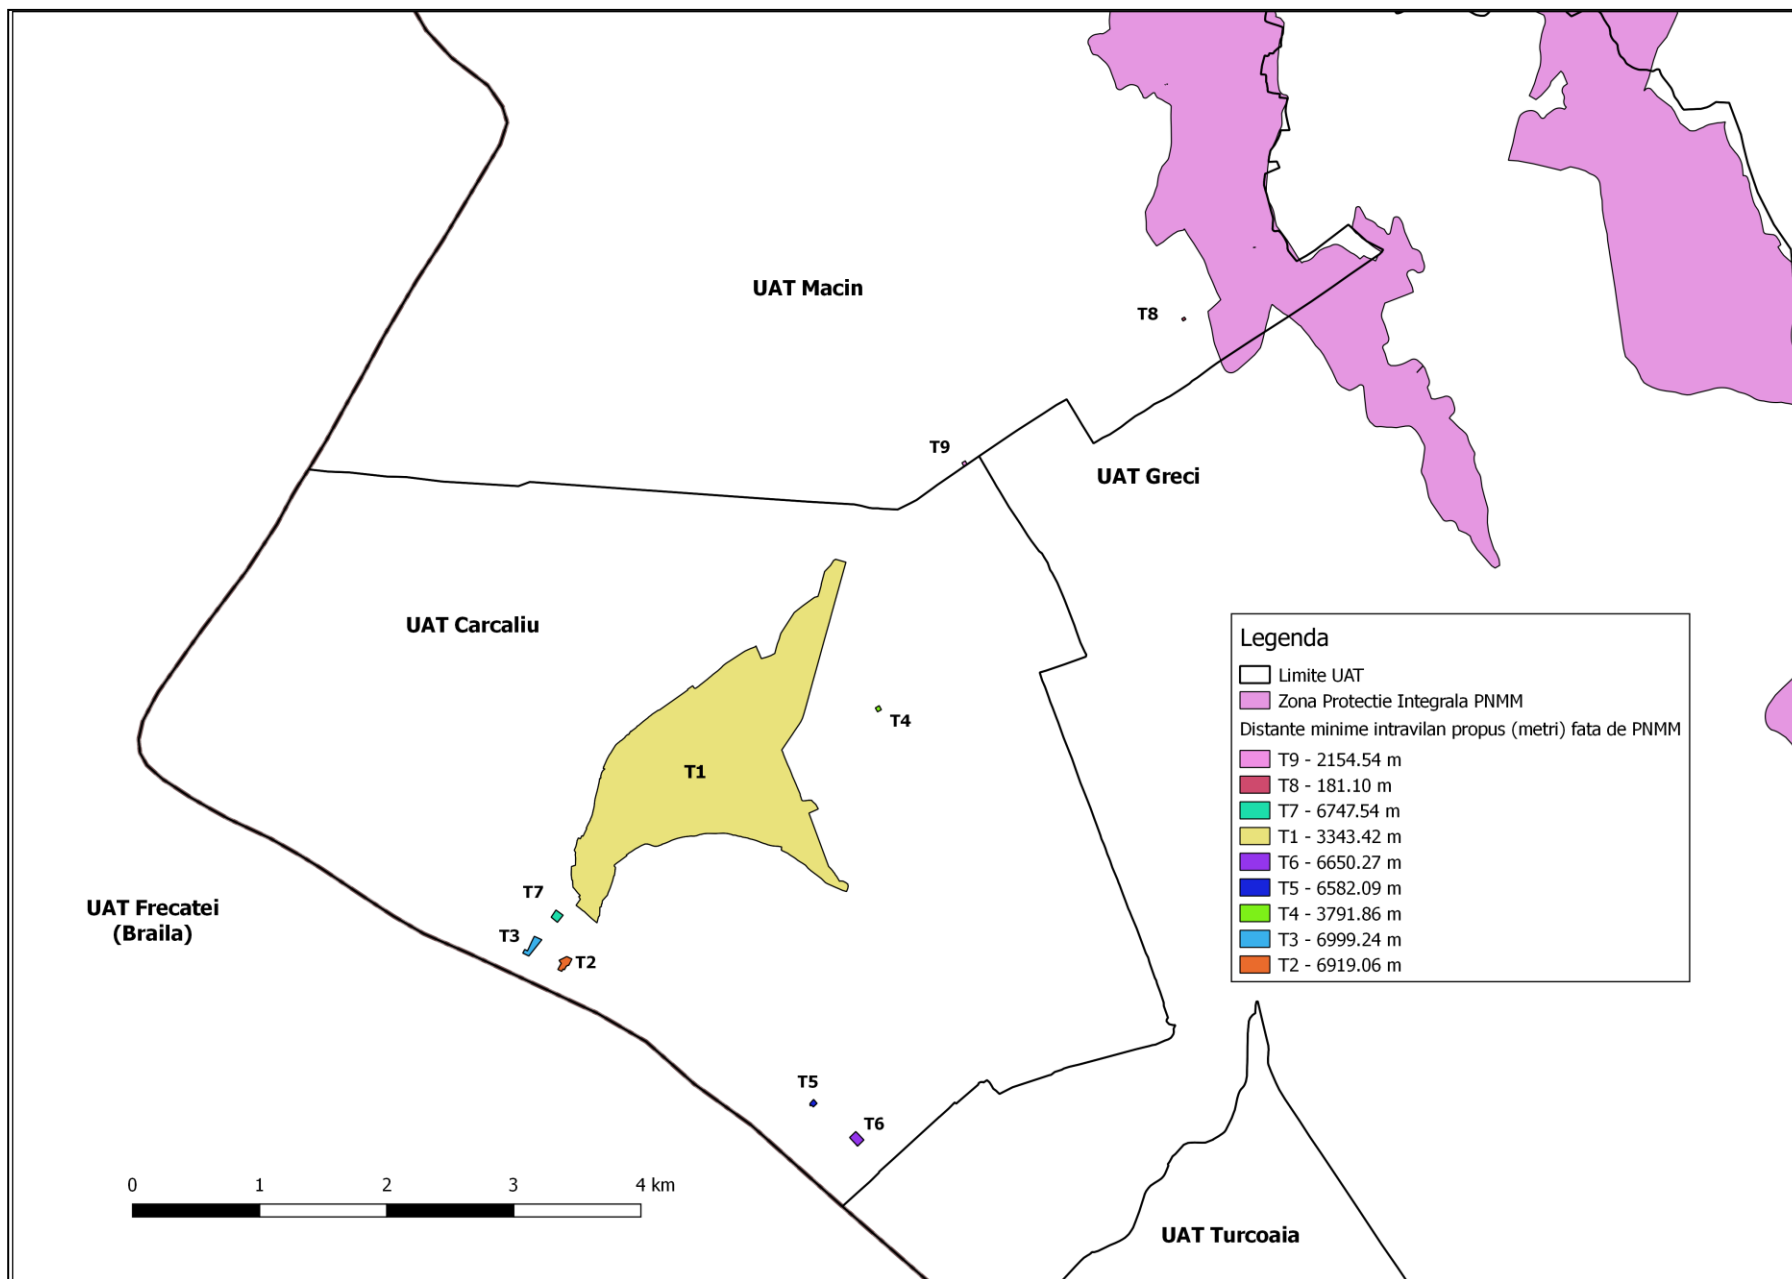 UAT Macin
T8
T9
UAT Greci
UAT Carcaliu
T4
T1
T7
UAT Frecatei
(Braila)
T3
T2
T5
T6
UAT Turcoaia
0 1 2 3 4 km
Legenda
Limite UAT
Zona Protectie Integrala PNMM
Distante minime intravilan propus (metri) fata de PNMM
T9 - 2154.54 m
T8 - 181.10 m
T7 - 6747.54 m
T1 - 3343.42 m
T6 - 6650.27 m
T5 - 6582.09 m
T4 - 3791.86 m
T3 - 6999.24 m
T2 - 6919.06 m